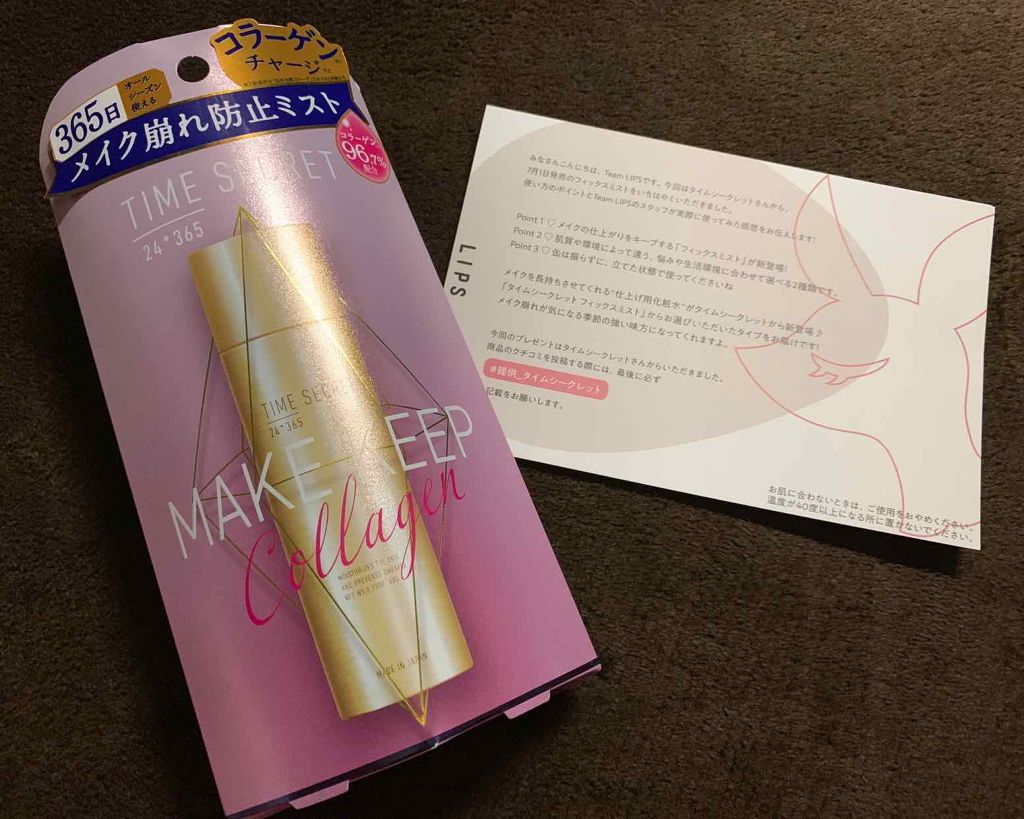 コラーゲン
チャージ
365日
オール
シーズン
使える
メイク崩れ防止ミスト
コラーゲン
96.7%
配合
TIME SECRET
24*365
TIME SECRE
24*365
MAKE KEEP
Collagen
MOISTURIZES THE SKIN
AND PREVENTS SMEAR
MADE IN JAPAN
LIPS
みなさんこんにちは、Team LIPSです。今回はタイムシークレットさんから、
7月1日発売のフィックスミストをいちはやくいただきました。
使い方のポイントとTeam LIPSのスタッフが実際に使ってみた感想をお伝えします!
Point 1 ♡ メイクの仕上がりをキープする「フィックスミスト」が新登場!
Point 2 ♡ 肌質や環境によって違う、悩みや生活環境に合わせて選べる2種類です。
Point 3 ♡ 缶は振らずに、立てた状態で使ってくださいね
メイクを長持ちさせてくれる"仕上げ用化粧水"がタイムシークレットから新登場♪
「タイムシークレット フィックスミスト」からお選びいただいたタイプをお届けです!
メイク崩れが気になる季節の強い味方になってくれますよ。
今回のプレゼントはタイムシークレットさんからいただきました。
商品のクチコミを投稿する際には、最後に必ず
#提供_タイムシークレット
記載をお願いします。
お肌に合わないときは、ご使用をおやめください。
温度が40度以上になる所に置かないでください。